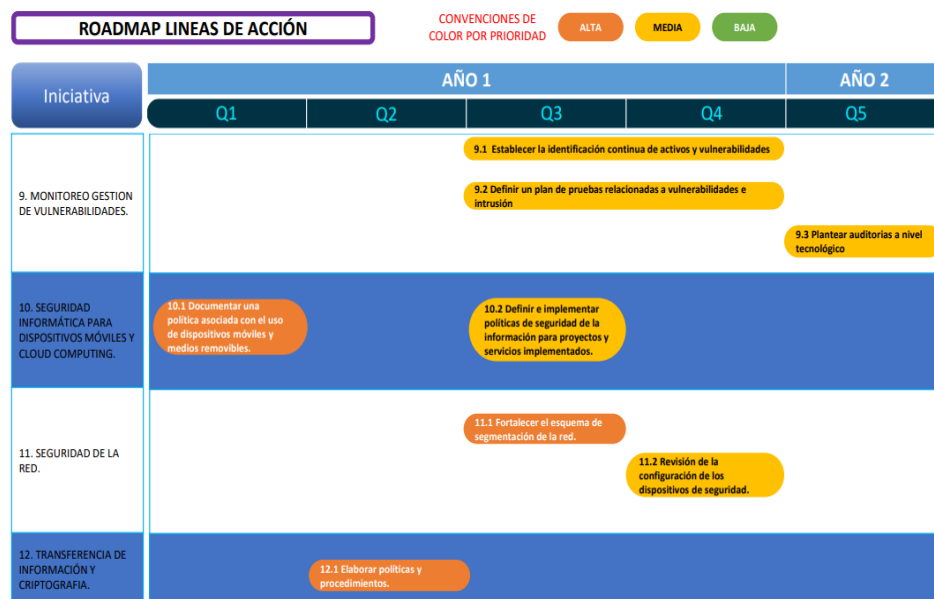 ROADMAP LINEAS DE ACCIÓN
CONVENCIONES DE
COLOR POR PRIORIDAD
ALTA
MEDIA
BAJA
Iniciativa
AÑO 1
AÑO 2
Q1
Q2
Q3
Q4
Q5
9. MONITOREO GESTION
DE VULNERABILIDADES.
9.1 Establecer la identificación continua de activos y vulnerabilidades
9.2 Definir un plan de pruebas relacionadas a vulnerabilidades e
intrusión
9.3 Plantear auditorias a nivel
tecnológico
10. SEGURIDAD
INFORMÁTICA PARA
DISPOSITIVOS MÓVILES Y
CLOUD COMPUTING.
10.1 Documentar una
política asociada con el uso
de dispositivos móviles y
medios removibles.
10.2 Definir e implementar
políticas de seguridad de la
información para proyectos y
servicios implementados.
11. SEGURIDAD DE LA
RED.
11.1 Fortalecer el esquema de
segmentación de la red.
11.2 Revisión de la
configuración de los
dispositivos de seguridad.
12. TRANSFERENCIA DE
INFORMACIÓN Y
CRIPTOGRAFIA.
12.1 Elaborar políticas y
procedimientos.